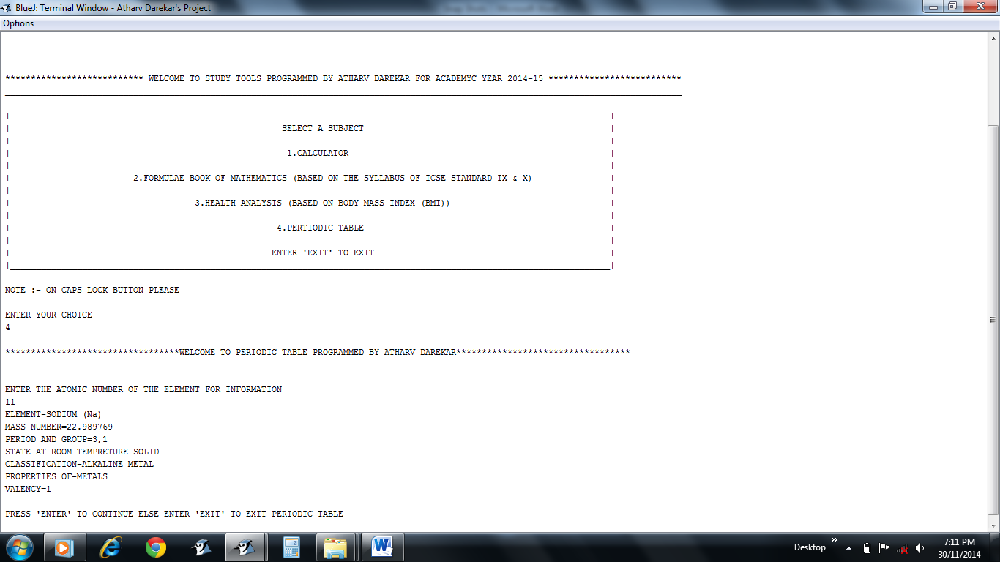 BlueJ: Terminal Window - Atharv Darekar's Project
Options
*************************** WELCOME TO STUDY TOOLS PROGRAMMED BY ATHARV DAREKAR FOR ACADEMYC YEAR 2014-15 **************************
SELECT A SUBJECT
1.CALCULATOR
2.FORMULAE BOOK OF MATHEMATICS (BASED ON THE SYLLABUS OF ICSE STANDARD IX & X)
3.HEALTH ANALYSIS (BASED ON BODY MASS INDEX (BMI))
4.PERTIODIC TABLE
ENTER 'EXIT' TO EXIT
NOTE :- ON CAPS LOCK BUTTON PLEASE
ENTER YOUR CHOICE
4
**********************************WELCOME TO PERIODIC TABLE PROGRAMMED BY ATHARV DAREKAR**********************************
ENTER THE ATOMIC NUMBER OF THE ELEMENT FOR INFORMATION
11
ELEMENT-SODIUM (Na)
MASS NUMBER=22.989769
PERIOD AND GROUP=3,1
STATE AT ROOM TEMPRETURE-SOLID
CLASSIFICATION-ALKALINE METAL
PROPERTIES OF-METALS
VALENCY=1
PRESS 'ENTER' TO CONTINUE ELSE ENTER 'EXIT' TO EXIT PERIODIC TABLE
Desktop
7:11 PM
30/11/2014